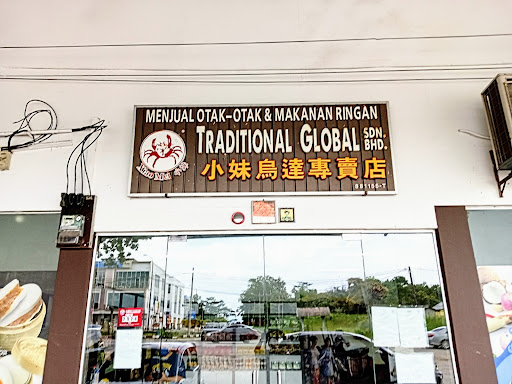 MENJUAL OTAK-OTAK & MAKANAN RINGAN
TRADITIONAL GLOBAL SDN. BHD.
小妹烏達專賣店